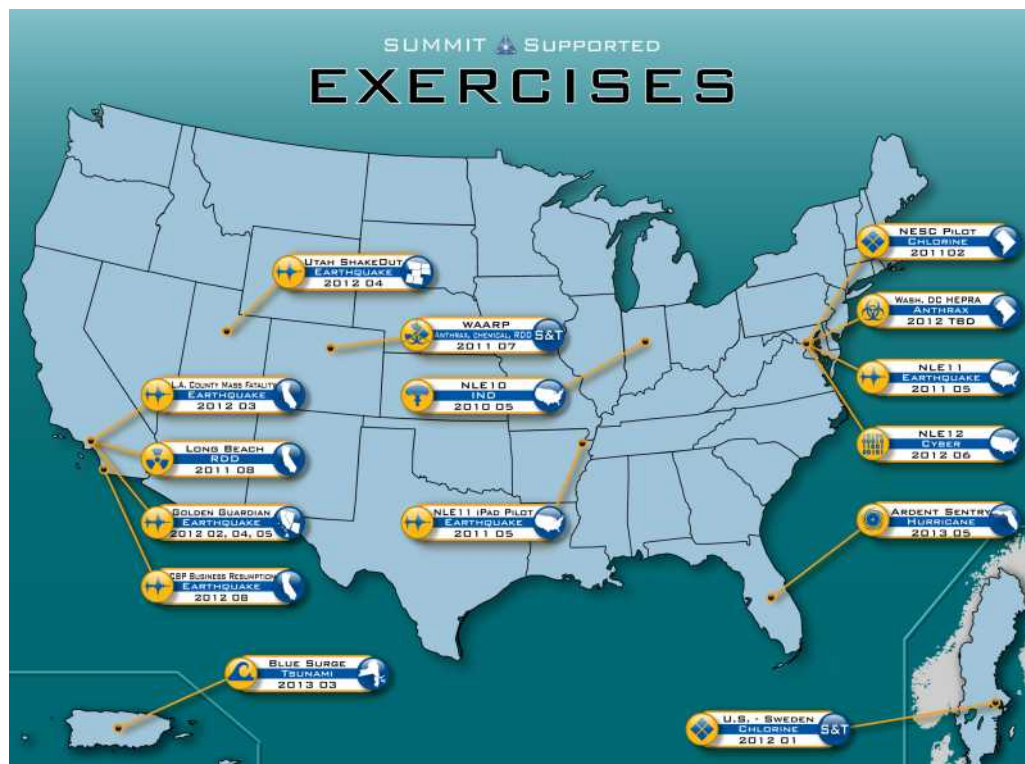 SUMMIT Supported
EXERCISES
NESC Pilot
Chlorine
201102
Utah ShakeOut
Earthquake
2012 04
Wash. DC HEPRA
Anthrax
2012 TBD
WAARP
Anthrax, Chemical, RDD
2011 07
S&T
NLE11
Earthquake
2011 05
L.A. County Mass Fatality
Earthquake
2012 03
NLE10
IND
2010 05
NLE12
Cyber
2012 06
Long Beach
RDD
2011 08
Golden Guardian
Earthquake
2012 02, 04, 05
NLE11 iPad Pilot
Earthquake
2011 05
Ardent Sentry
Hurricane
2013 05
CBP Business Resumption
Earthquake
2012 08
Blue Surge
Tsunami
2013 03
U.S. - Sweden
Chlorine
2012 01
S&T